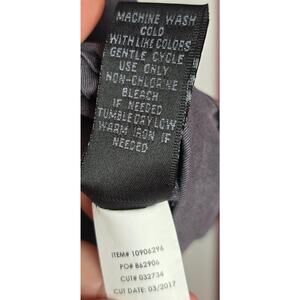 MACHINE WASH
COLD
WITH LIKE COLORS
GENTLE CYCLE
USE ONLY
NON-CHLORINE
BLEACH
IF NEEDED
TUMBLE DRY LOW
WARM IRON IF
NEEDED
ITEM# 10906296
PO# B62906
CUT# 032734
CUT DATE: 03/2017